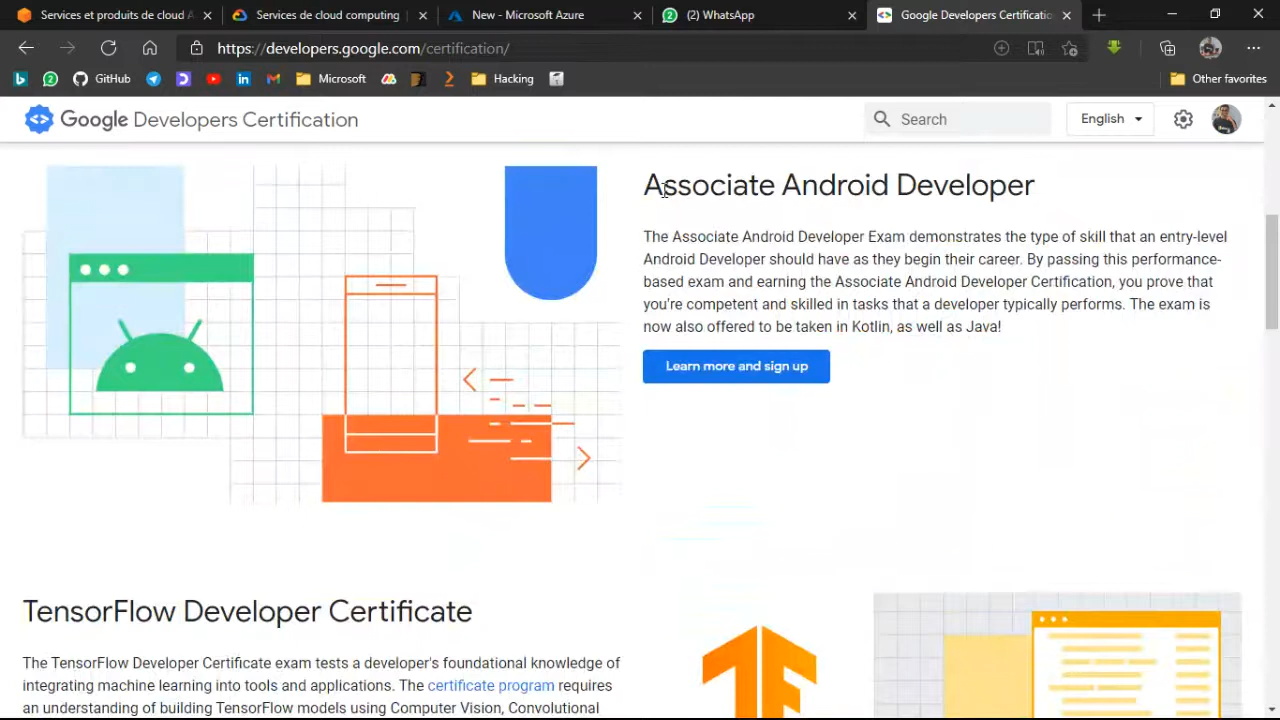 Services et produits de cloud A
Services de cloud computing
New - Microsoft Azure
(2) WhatsApp
Google Developers Certificatio
https://developers.google.com/certification/
GitHub
Microsoft
Hacking
Other favorites
Google Developers Certification
Search
English
Associate Android Developer
The Associate Android Developer Exam demonstrates the type of skill that an entry-level
Android Developer should have as they begin their career. By passing this performance-
based exam and earning the Associate Android Developer Certification, you prove that
you're competent and skilled in tasks that a developer typically performs. The exam is
now also offered to be taken in Kotlin, as well as Java!
Learn more and sign up
TensorFlow Developer Certificate
The TensorFlow Developer Certificate exam tests a developer's foundational knowledge of
integrating machine learning into tools and applications. The certificate program requires
an understanding of building TensorFlow models using Computer Vision, Convolutional